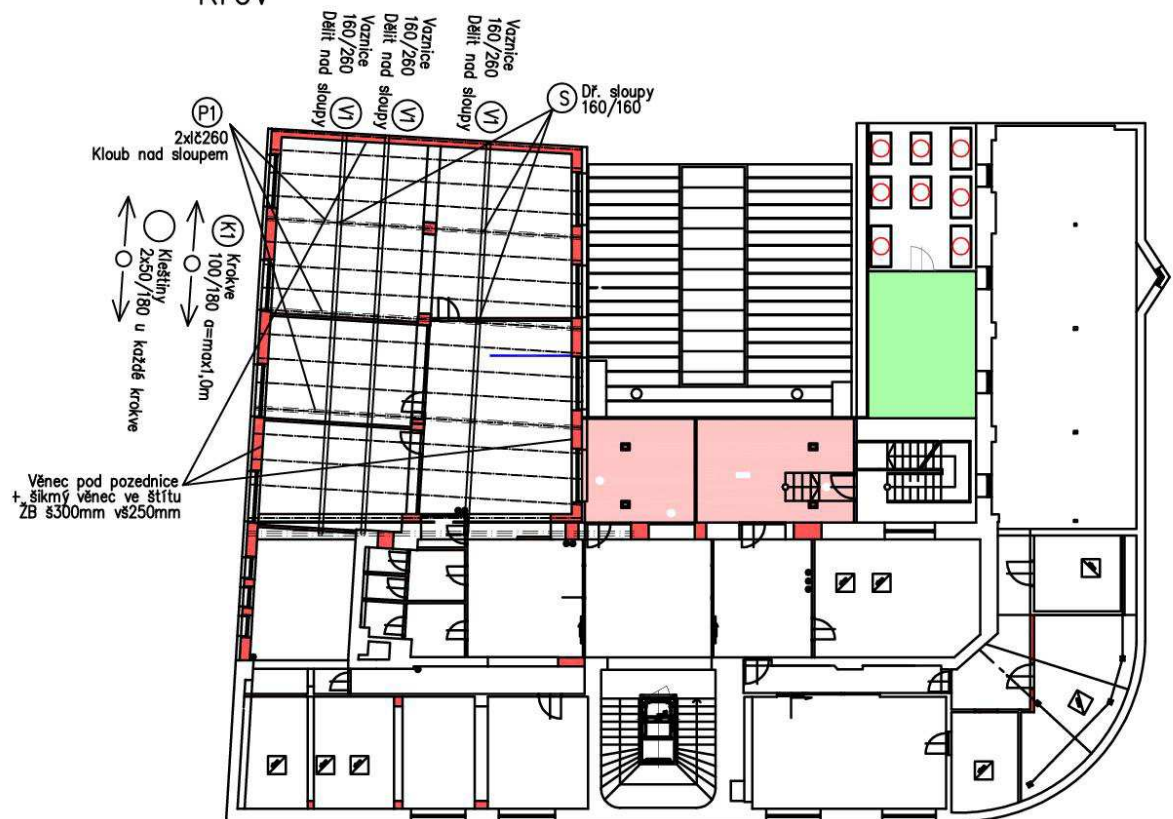 Vaznice
160/260
Dělit nad sloupy
V1
Vaznice
160/260
Dělit nad sloupy
V1
Vaznice
160/260
Dělit nad sloupy
V1
S
Dř. sloupy
160/160
P1
2xIč260
Kloub nad sloupem
K1
Krokve
100/180 a=max1,0m
Kleštiny
2x50/180 u každé krokve
Věnec pod pozednice
+ šikmý věnec ve štítu
ŽB š300mm vš250mm